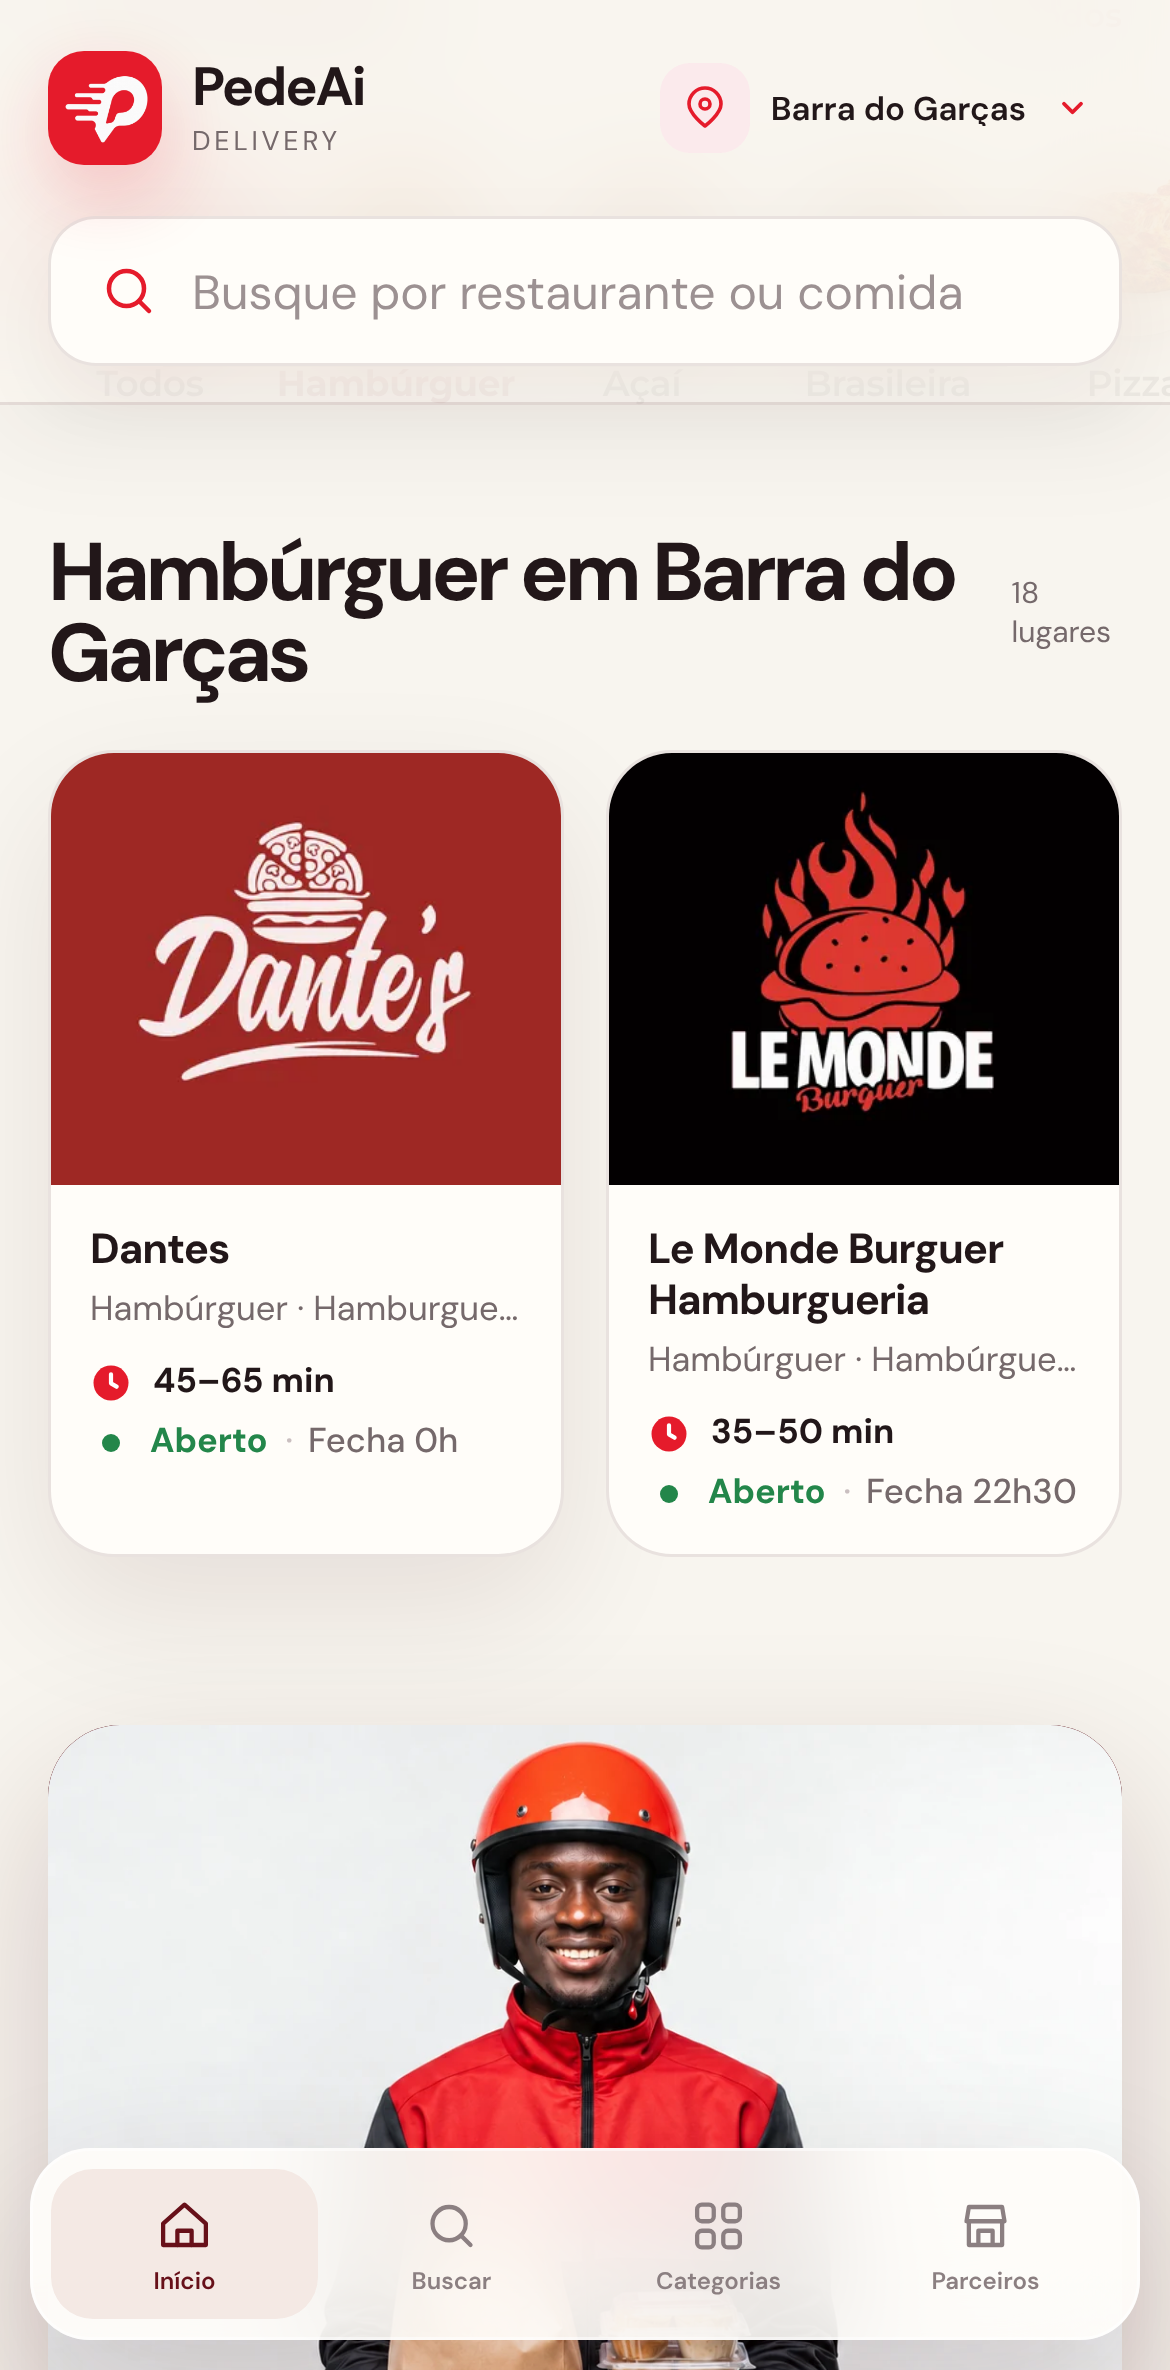 PedeAi
DELIVERY
Barra do Garças
Busque por restaurante ou comida
Todos Hambúrguer Açaí Brasileira Pizza
Hambúrguer em Barra do
Garças
18
lugares
Dante's
LE MONDE
Burguer
Dantes
Hambúrguer · Hamburgue...
45–65 min
Aberto · Fecha 0h
Le Monde Burguer
Hamburgueria
Hambúrguer · Hambúrgue...
35–50 min
Aberto · Fecha 22h30
Início
Buscar
Categorias
Parceiros